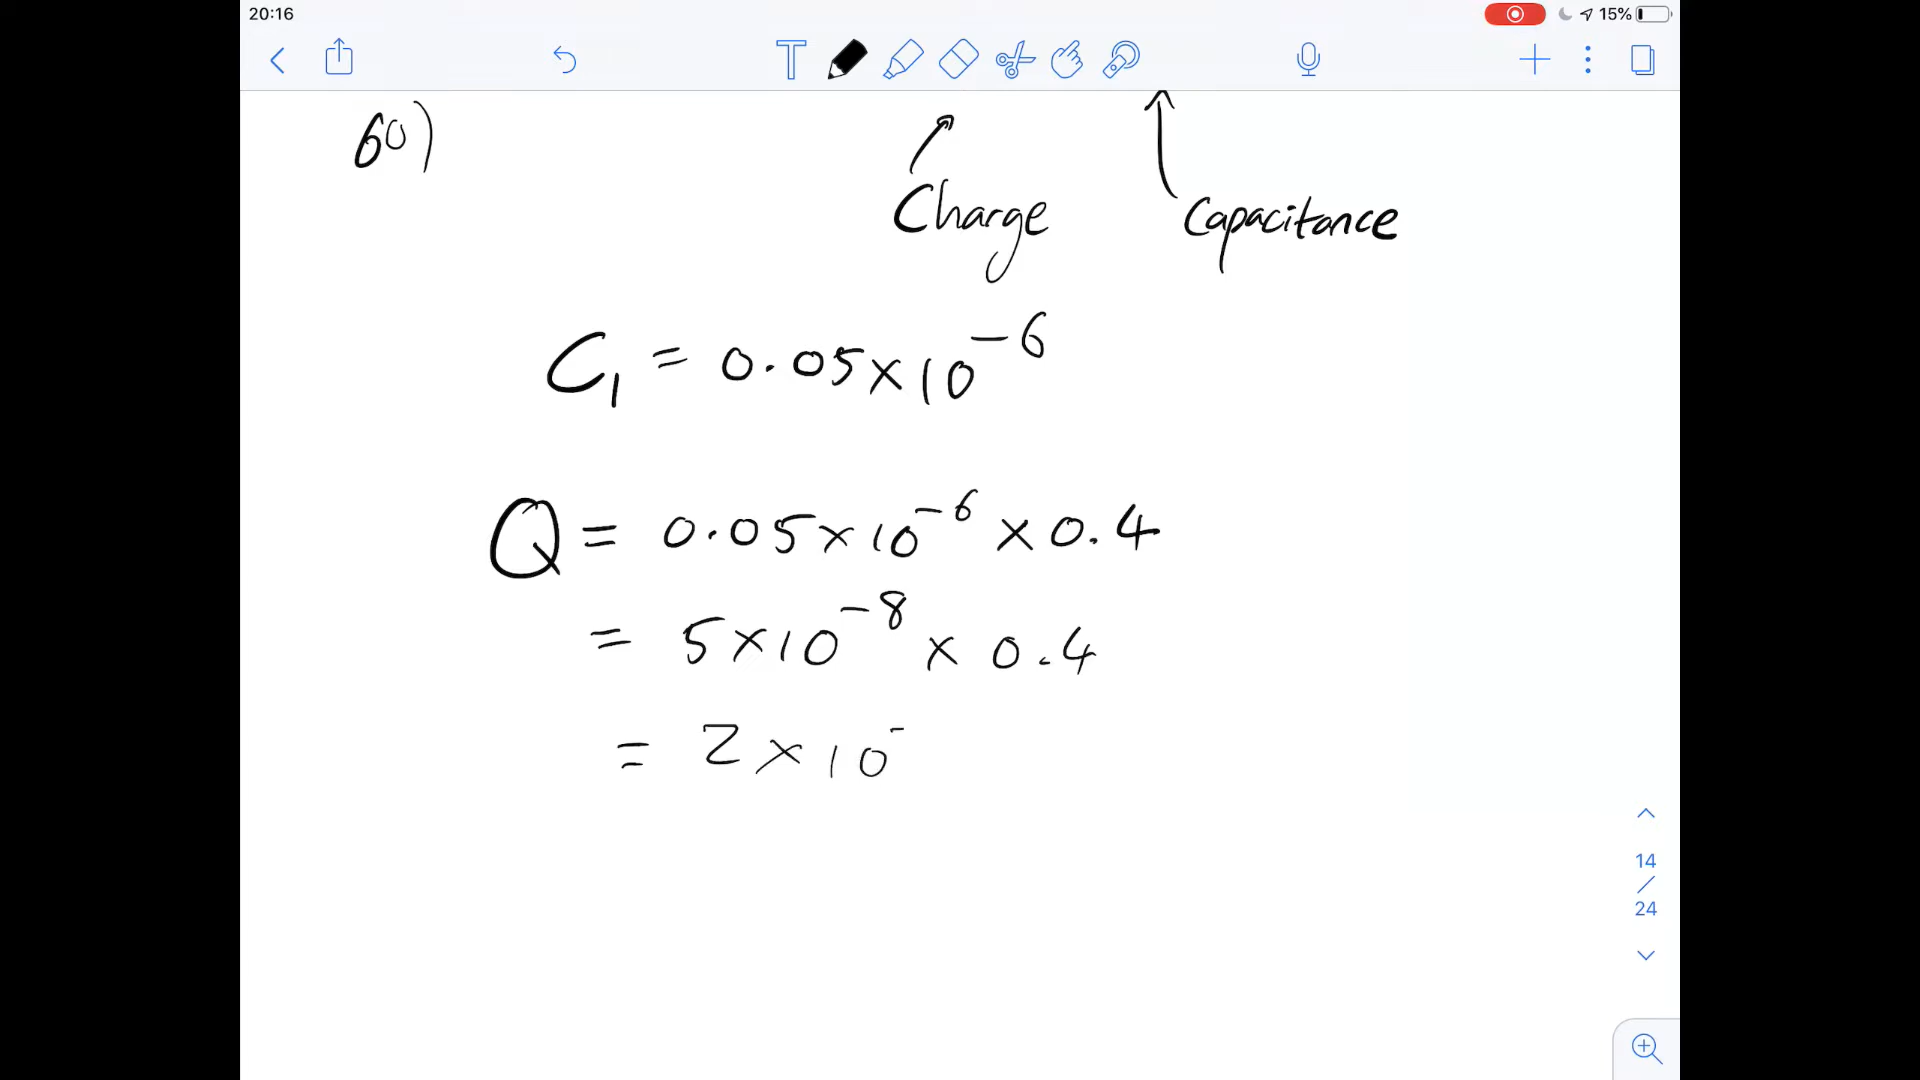 20:16
15%
T
60)
Charge
Capacitance
C₁ = 0.05×10⁻⁶
Q = 0.05×10⁻⁶ × 0.4
= 5×10⁻⁸ × 0.4
= 2×10⁻
14
/
24